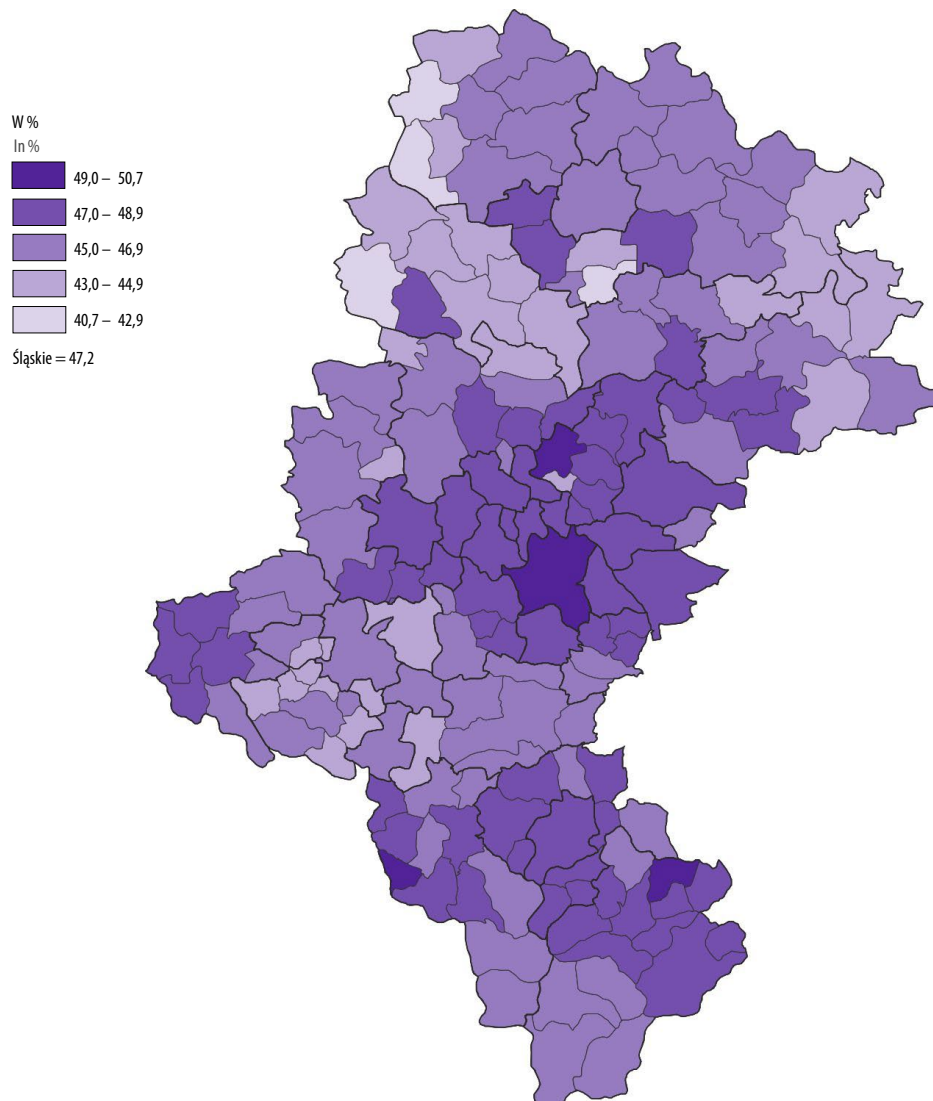 W %
In %
49,0 – 50,7
47,0 – 48,9
45,0 – 46,9
43,0 – 44,9
40,7 – 42,9
Śląskie = 47,2